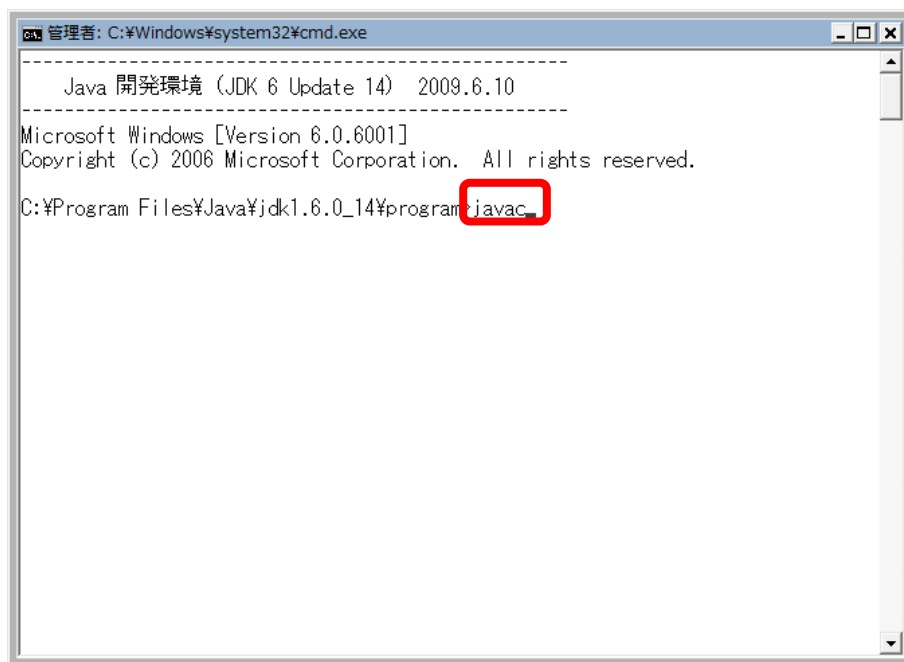 管理者: C:¥Windows¥system32¥cmd.exe
--------------------------------------------------
Java 開発環境 (JDK 6 Update 14) 2009.6.10
--------------------------------------------------
Microsoft Windows [Version 6.0.6001]
Copyright (c) 2006 Microsoft Corporation. All rights reserved.
C:¥Program Files¥Java¥jdk1.6.0_14¥program>javac_